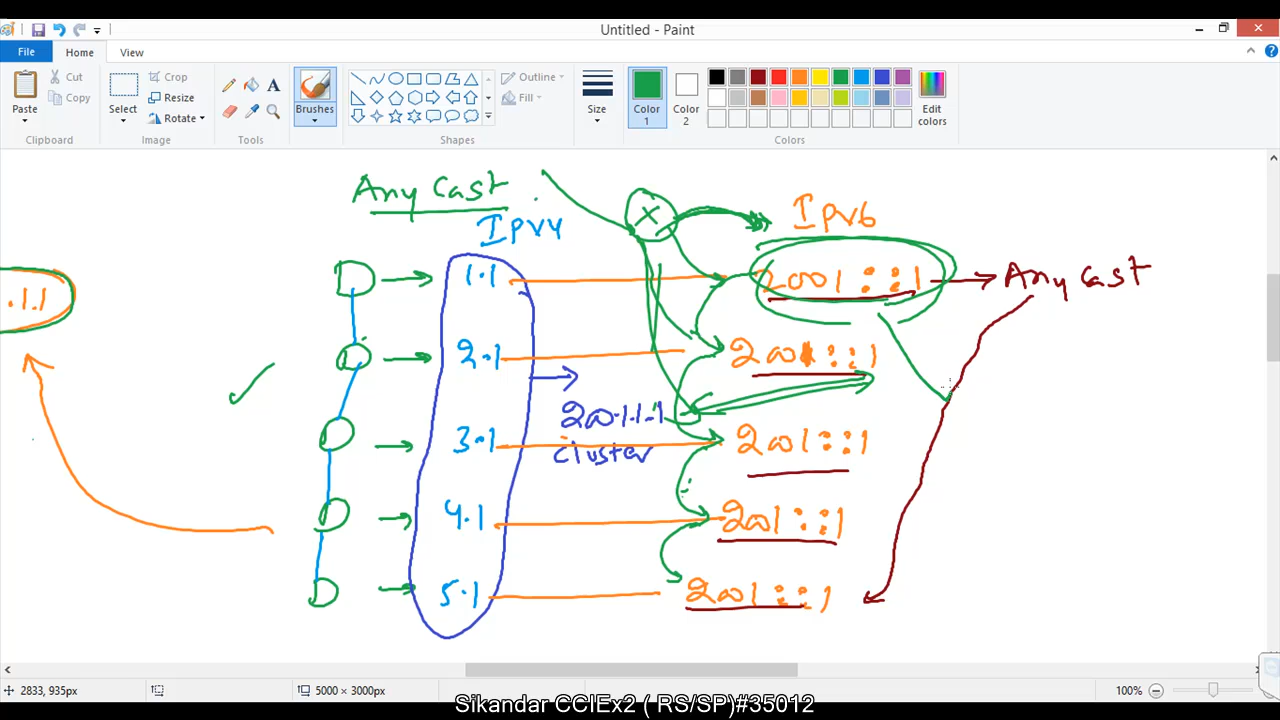 Untitled - Paint
File Home View
Paste
Cut
Copy
Clipboard
Select
Crop
Resize
Rotate
Image
A
Tools
Brushes
Outline
Fill
Shapes
Size
Color 1
Color 2
Colors
Edit colors
Any Cast
IPV4
X
IPV6
.1.1
D 1.1 2001::1 Any Cast
D 2.1 2001::1
200.1.1.1
cluster
D 3.1 2001::1
D 4.1 2001::1
D 5.1 2001::1
2833, 935px
5000 × 3000px
100%
Sikandar CCIEx2 ( RS/SP)#35012